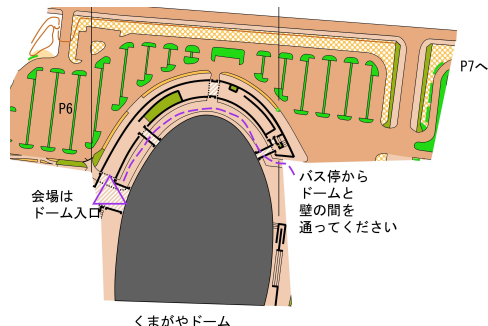 P7へ
P6
バス停から
ドームと
壁の間を
通ってください
会場は
ドーム入口
くまがやドーム